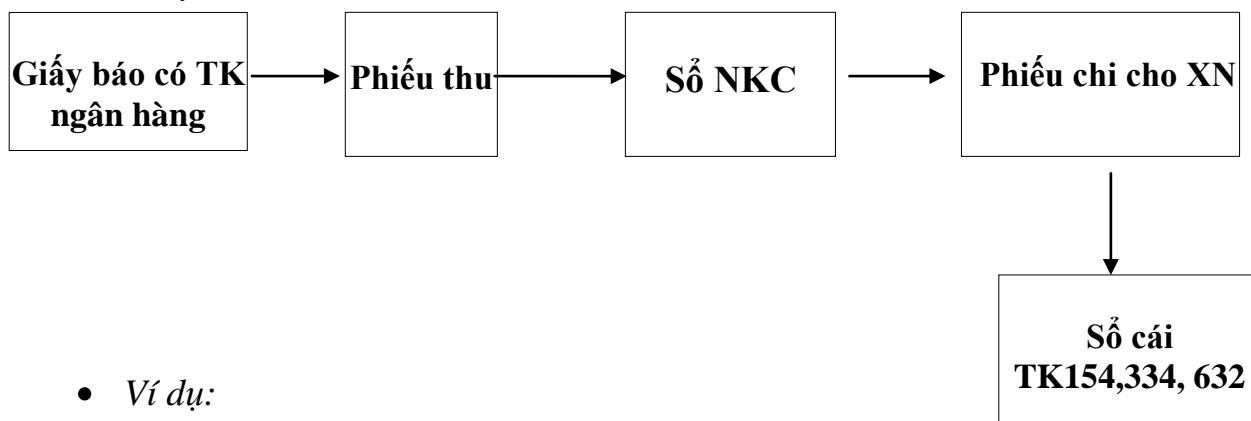 Giấy báo có TK
ngân hàng
Phiếu thu
Sổ NKC
Phiếu chi cho XN
Sổ cái
TK154,334, 632
• Ví dụ: